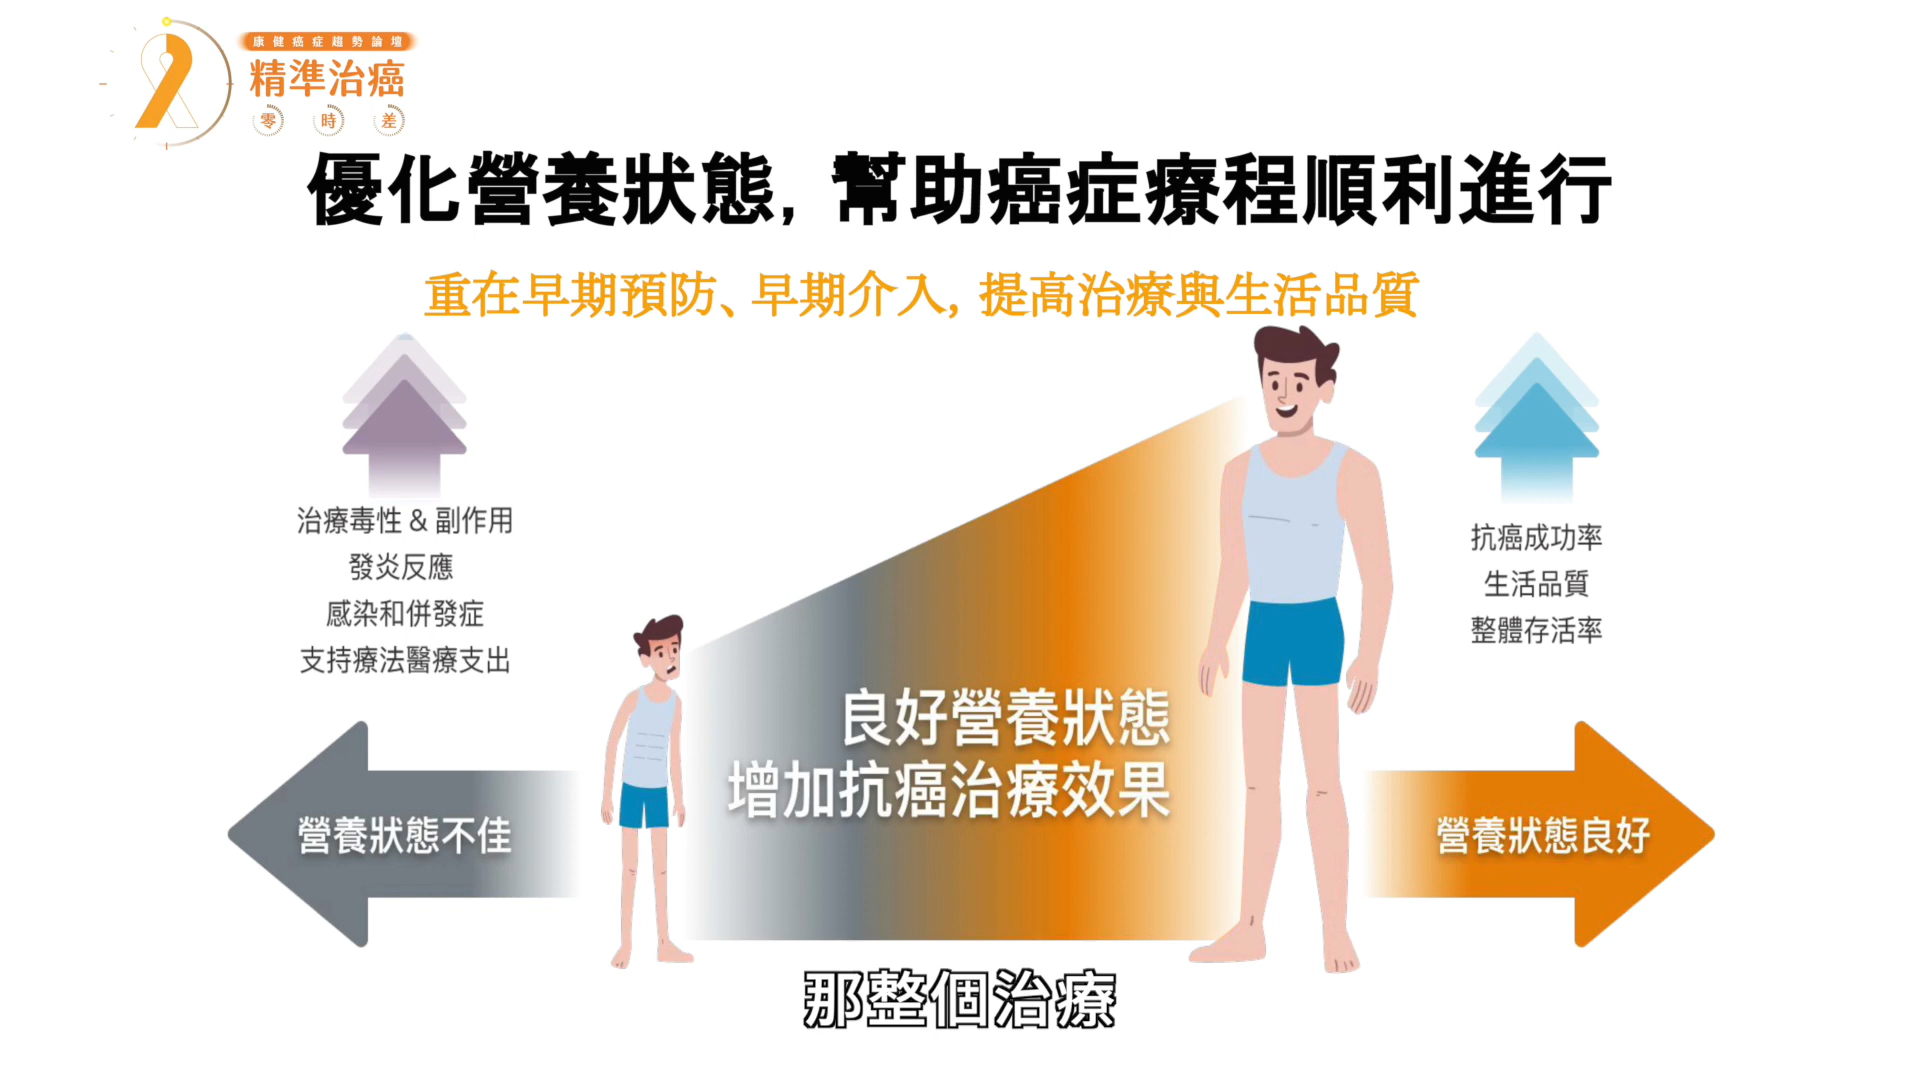 康健癌症趨勢論壇
精準治癌
零時差
優化營養狀態, 幫助癌症療程順利進行
重在早期預防、早期介入, 提高治療與生活品質
治療毒性 & 副作用
發炎反應
感染和併發症
支持療法醫療支出
抗癌成功率
生活品質
整體存活率
良好營養狀態
增加抗癌治療效果
營養狀態不佳
營養狀態良好
那整個治療